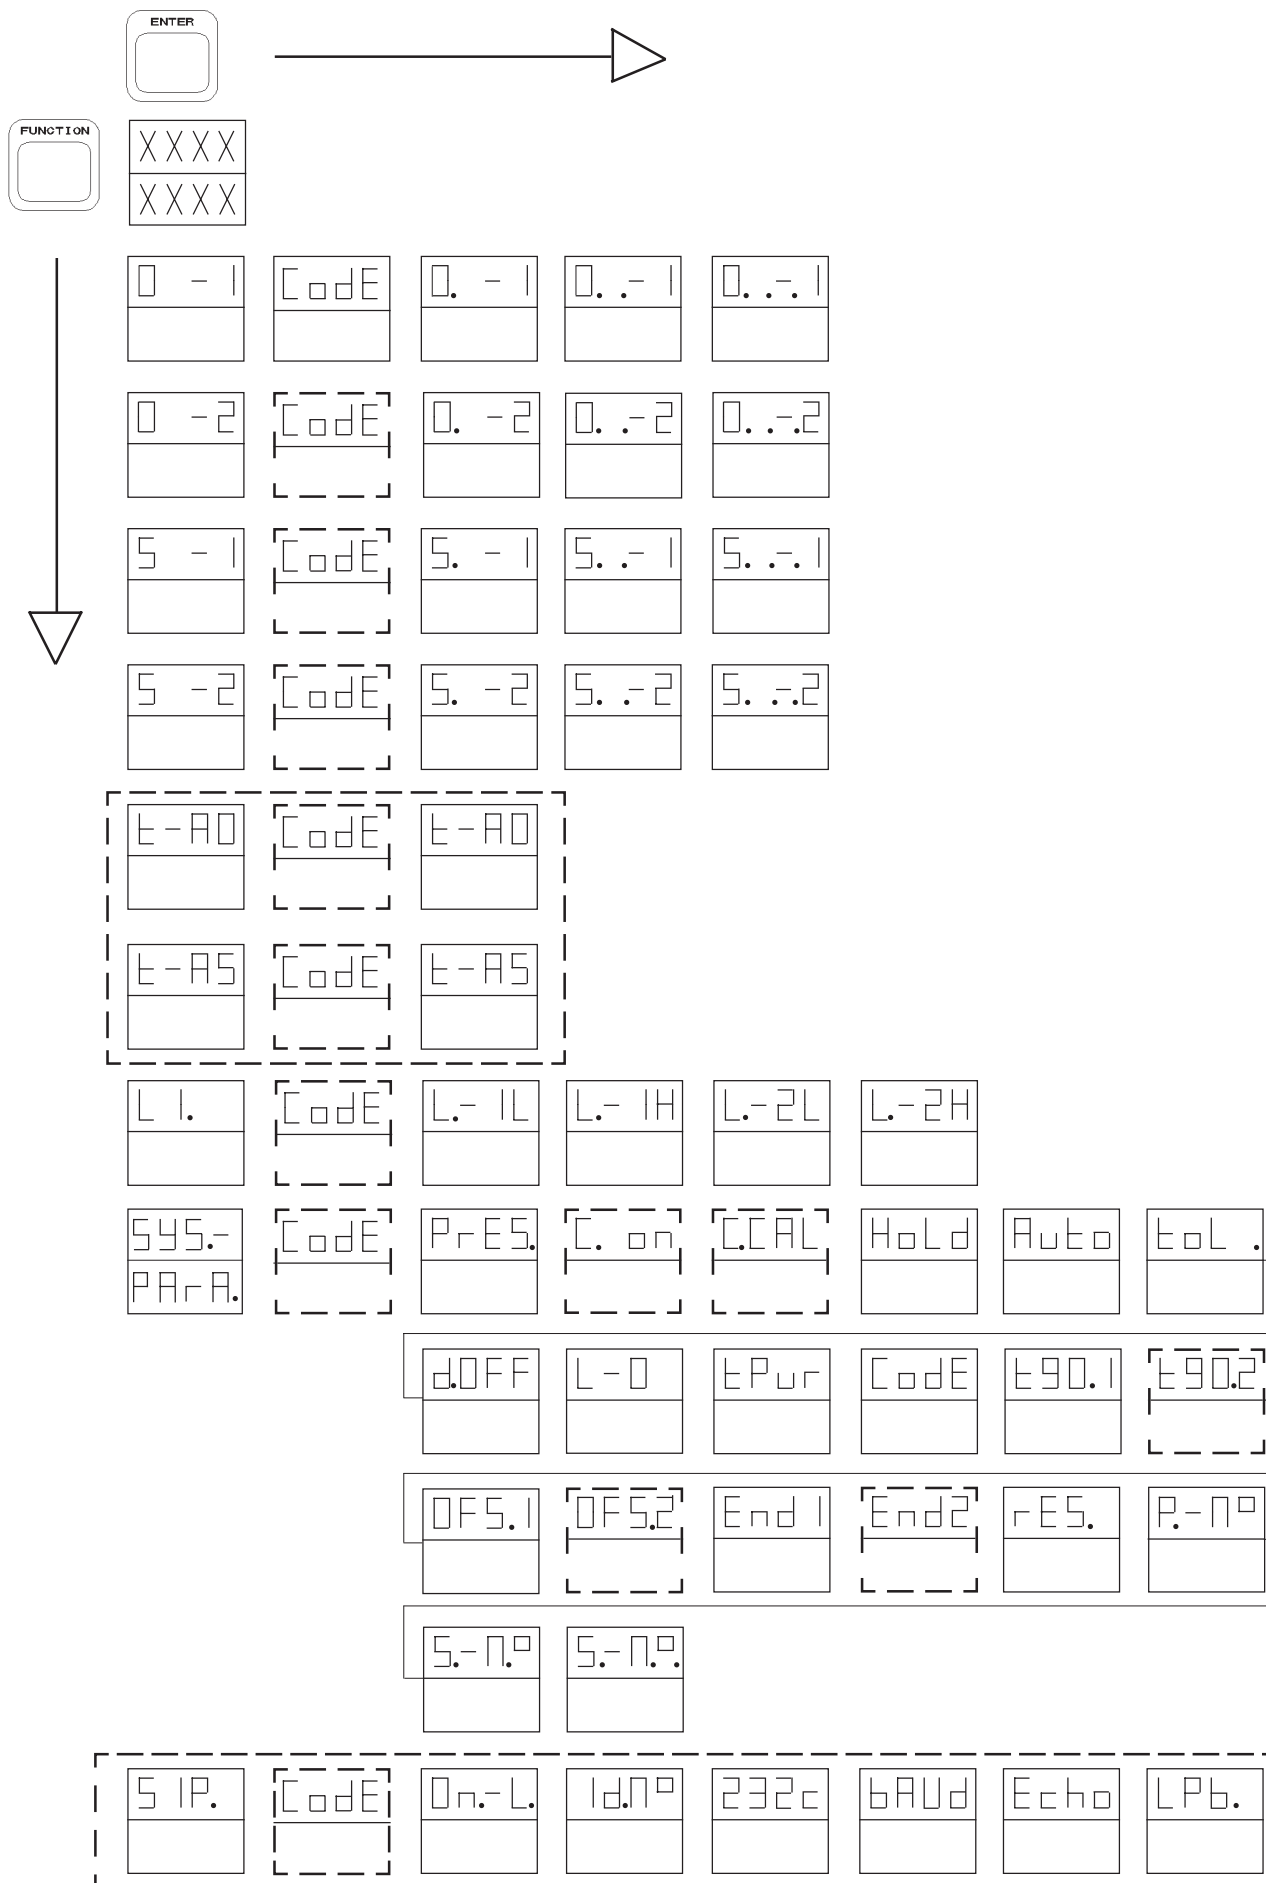 ENTER
FUNCTION
XXXX
XXXX
0 -1 CodE 0. -1 0. .-1 0. .-.1
0 -2 CodE 0. -2 0. .-2 0. .-.2
S -1 CodE S. -1 S. .-1 S. .-.1
S -2 CodE S. -2 S. .-2 S. .-.2
t-A0 CodE t-A0
t-AS CodE t-AS
L 1. CodE L.-1L L.-1H L.-2L L.-2H
SYS.- CodE PrES. C. on C.CAL HoLd Auto toL .
PArA.
d.OFF L-0 tPur CodE t90.1 t90.2
OFS.1 OFS.2 End1 End2 rES. P.-nº
S.-n.º S.-n.º.
S IP. CodE On.-L. Id.nº 232c bAUd Echo LPb.